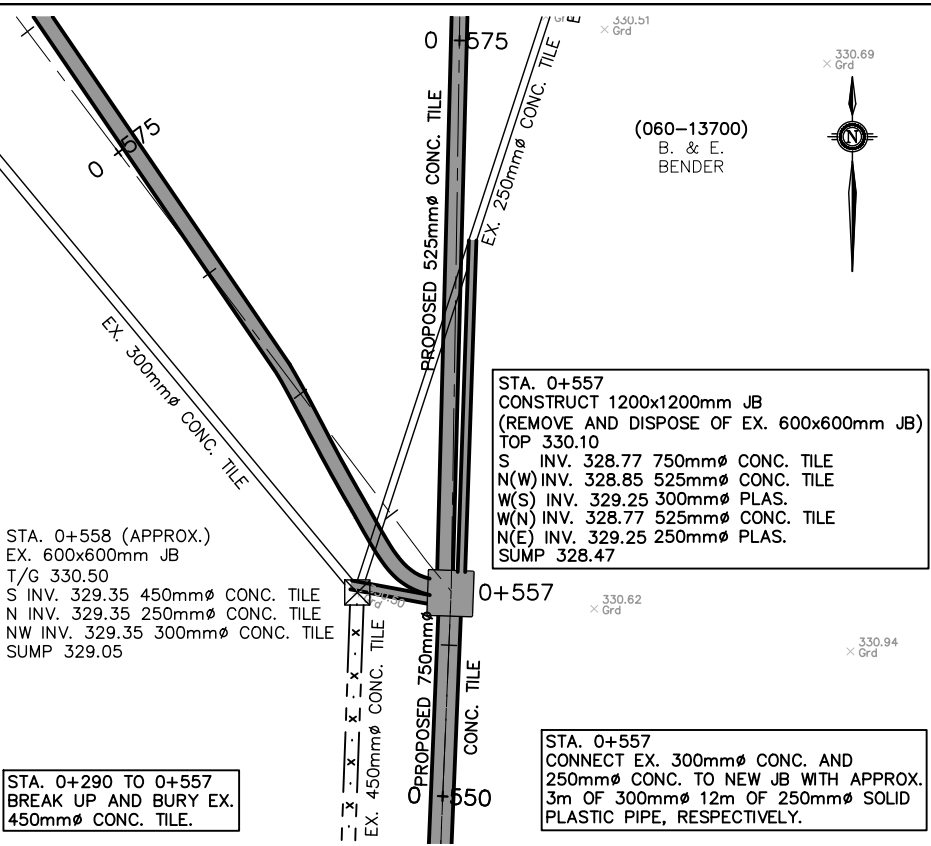 330.51
Grd
330.69
Grd
0 +575
0 +575
(060-13700)
B. & E.
BENDER
N
PROPOSED 525mmø CONC. TILE
EX. 250mmø CONC. TILE
EX. 300mmø CONC. TILE
STA. 0+557
CONSTRUCT 1200x1200mm JB
(REMOVE AND DISPOSE OF EX. 600x600mm JB)
TOP 330.10
S INV. 328.77 750mmø CONC. TILE
N(W) INV. 328.85 525mmø CONC. TILE
W(S) INV. 329.25 300mmø PLAS.
W(N) INV. 328.77 525mmø CONC. TILE
N(E) INV. 329.25 250mmø PLAS.
SUMP 328.47
STA. 0+558 (APPROX.)
EX. 600x600mm JB
T/G 330.50
S INV. 329.35 450mmø CONC. TILE
N INV. 329.35 250mmø CONC. TILE
NW INV. 329.35 300mmø CONC. TILE
SUMP 329.05
Grd
0+557
330.62
Grd
330.94
Grd
EX. 450mmø CONC. TILE
PROPOSED 750mmø
CONC. TILE
0 +550
STA. 0+290 TO 0+557
BREAK UP AND BURY EX.
450mmø CONC. TILE.
STA. 0+557
CONNECT EX. 300mmø CONC. AND
250mmø CONC. TO NEW JB WITH APPROX.
3m OF 300mmø 12m OF 250mmø SOLID
PLASTIC PIPE, RESPECTIVELY.